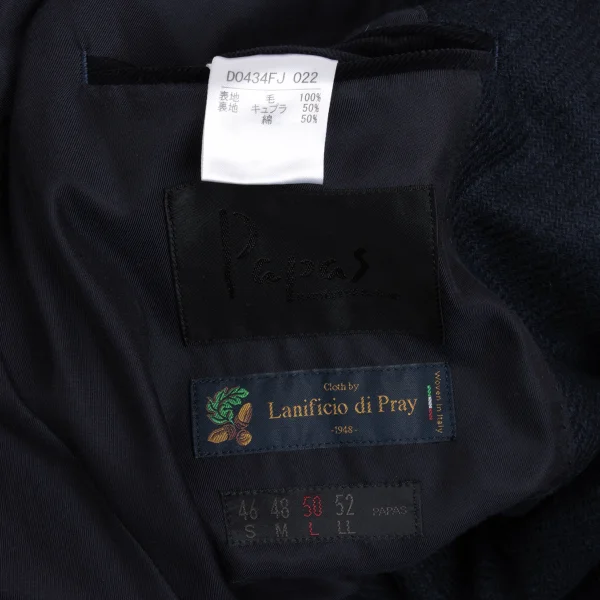 D0434FJ 022
表地 毛 100%
裏地 キュプラ 50%
綿 50%
Papas
Cloth by
Lanificio di Pray
-1948-
Woven in Italy
46 48 50 52 PAPAS
S M L LL